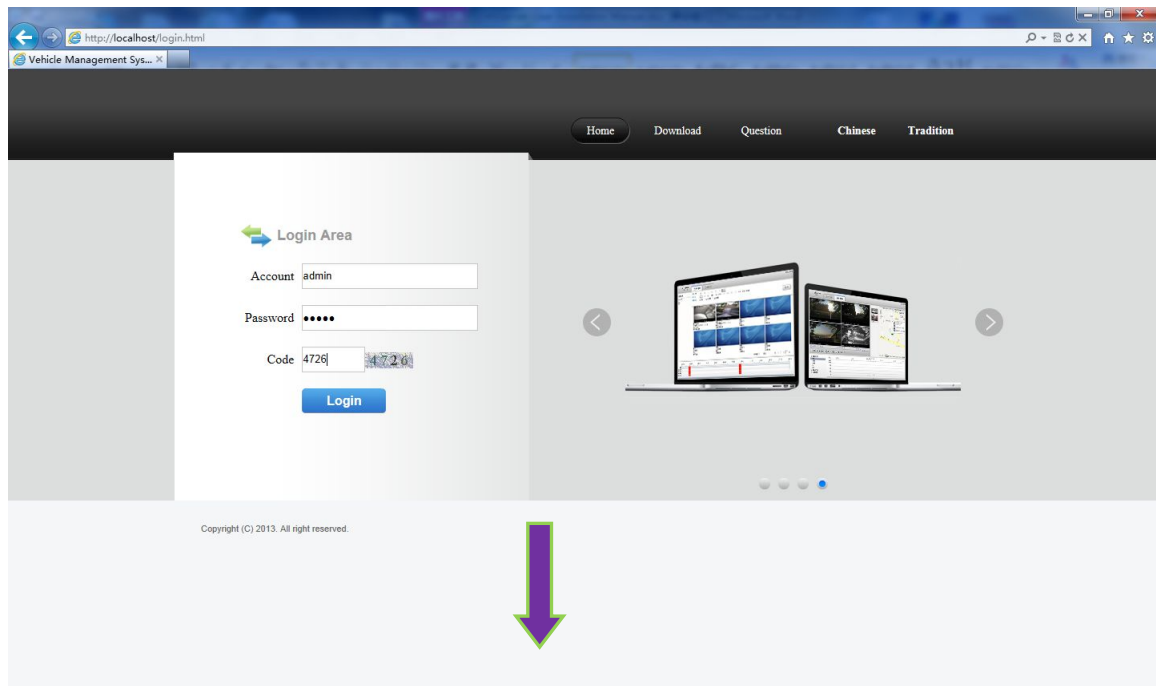 http://localhost/login.html
Vehicle Management Sys...
Home Download Question Chinese Tradition
Login Area
Account admin
Password •••••
Code 4726 4726
Login
Copyright (C) 2013. All right reserved.